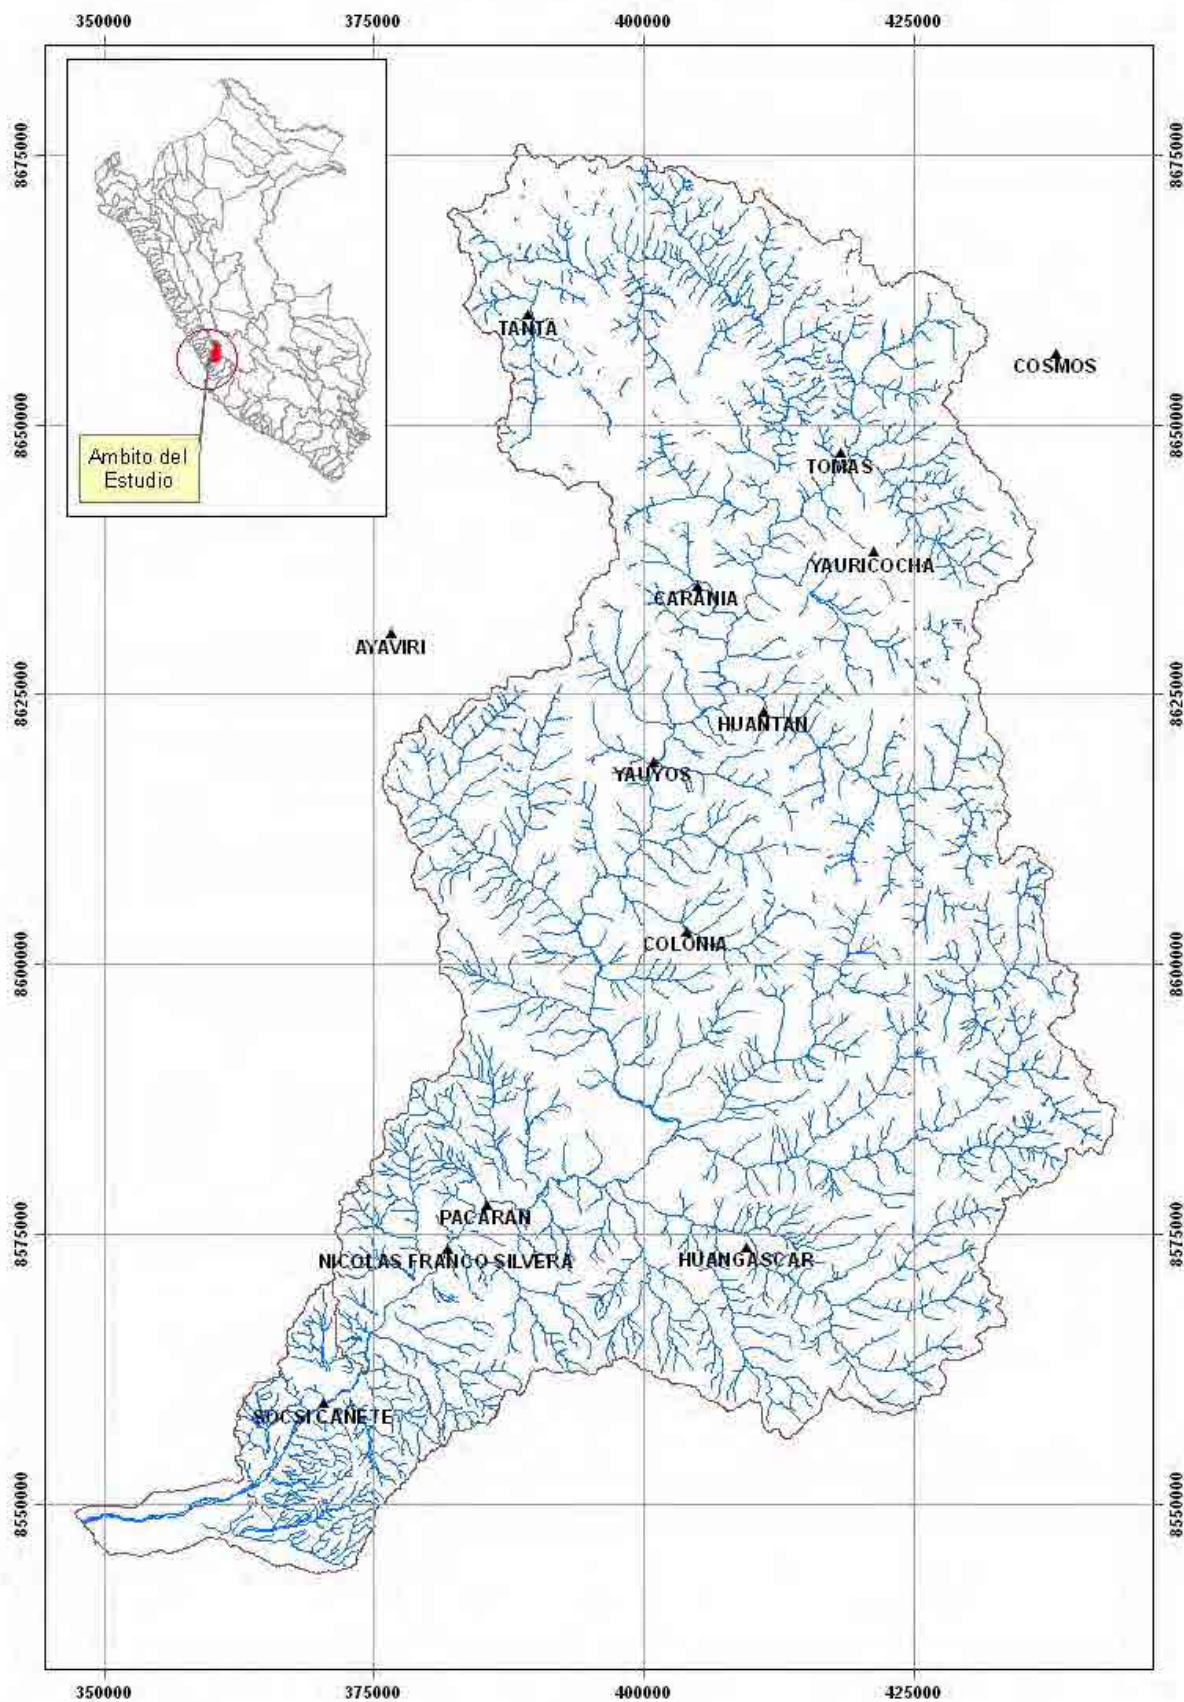 350000 375000 400000 425000
8675000 8675000
TANTA
COSMOS
8650000 8650000
Ambito del
Estudio
TOMAS
YAURICOCHA
CARANIA
AYAVIRI
8625000 8625000
HUANTAN
YAUYOS
COLONIA
8600000 8600000
PACARAN
8575000 8575000
NICOLAS FRANCO SILVERA
HUANGASCAR
SOCSI CAÑETE
8550000 8550000
350000 375000 400000 425000